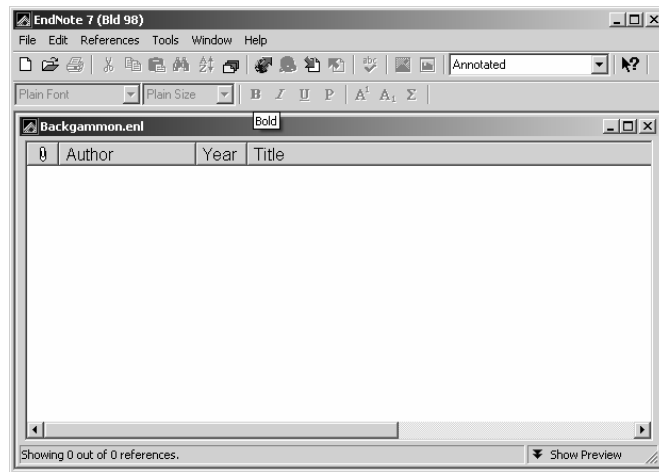 EndNote 7 (Bld 98)
File Edit References Tools Window Help
Annotated
Plain Font Plain Size B I U P A¹ A₁ Σ
Bold
Backgammon.enl
Author Year Title
Showing 0 out of 0 references. Show Preview